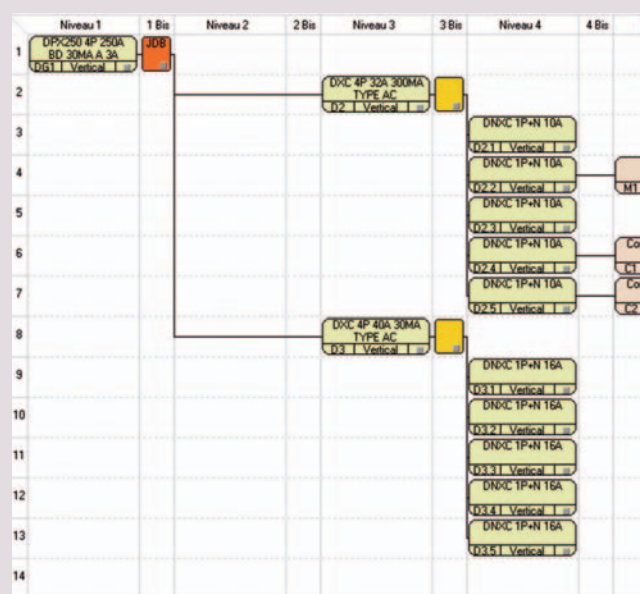 Niveau 1 1 Bis Niveau 2 2 Bis Niveau 3 3 Bis Niveau 4 4 Bis
1
DPX250 4P 250A
BD 30MA A 3A
DG1 Vertical
JDB
2
DXC 4P 32A 300MA
TYPE AC
D2 Vertical
3
DNXC 1P+N 10A
D2.1 Vertical
4
DNXC 1P+N 10A
D2.2 Vertical
M1
5
DNXC 1P+N 10A
D2.3 Vertical
6
DNXC 1P+N 10A
D2.4 Vertical
Co
C1
7
DNXC 1P+N 10A
D2.5 Vertical
Co
C2
8
DXC 4P 40A 30MA
TYPE AC
D3 Vertical
9
DNXC 1P+N 16A
D3.1 Vertical
10
DNXC 1P+N 16A
D3.2 Vertical
11
DNXC 1P+N 16A
D3.3 Vertical
12
DNXC 1P+N 16A
D3.4 Vertical
13
DNXC 1P+N 16A
D3.5 Vertical
14